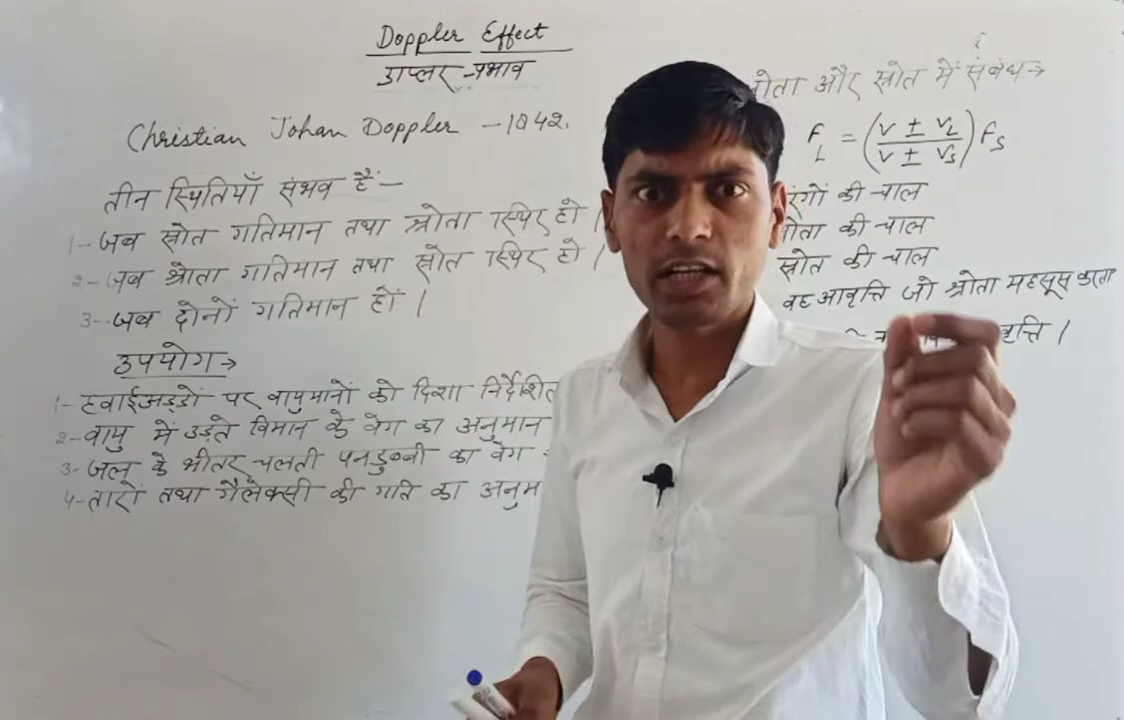 Doppler Effect
डाप्लर-प्रभाव
Christian Johan Doppler - 1842.
तीन स्थितियाँ संभव हैं-
1- जब स्रोत गतिमान तथा श्रोता स्थिर हो।
2- जब श्रोता गतिमान तथा स्रोत स्थिर हो।
3- जब दोनों गतिमान हों।
उपयोग→
1- हवाईअड्डों पर वायुमानों को दिशा निर्देशित
2- वायु में उड़ते विमान के वेग का अनुमान
3- जल के भीतर चलती पनडुब्बी का वेग
4- तारों तथा गैलेक्सी की गति का अनुम
और स्रोत में संबंध→
F_L = (V ± V_L / V ± V_S) F_S
की चाल
की चाल
स्रोत की चाल
वह आवृत्ति जो श्रोता महसूस करता